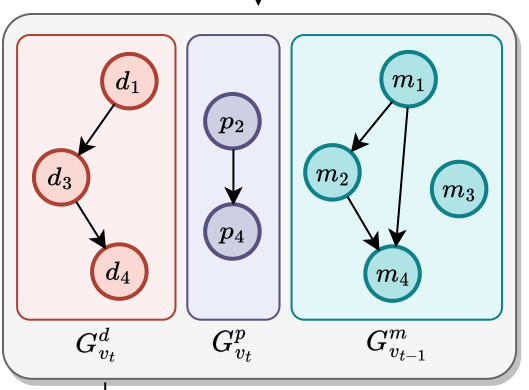 d₁
d₃
d₄
p₂
p₄
m₁
m₂
m₃
m₄
G^d_{v_t}
G^p_{v_t}
G^m_{v_{t-1}}